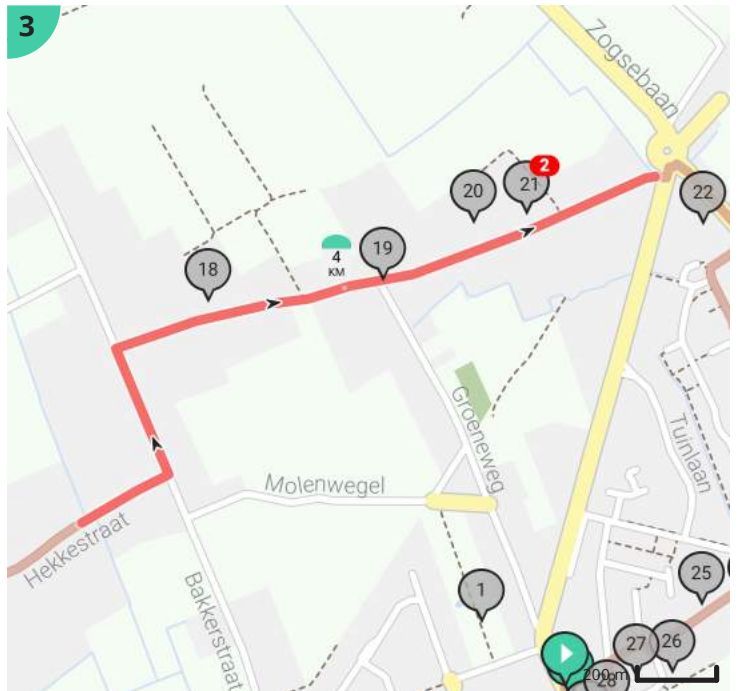 3
Zogsebaan
2
21
20
22
19
4
KM
18
Groeneweg
Tuinlaan
Molenwegel
Hekkestraat
Bakkerstraat
1
25
27
26
28
200 m